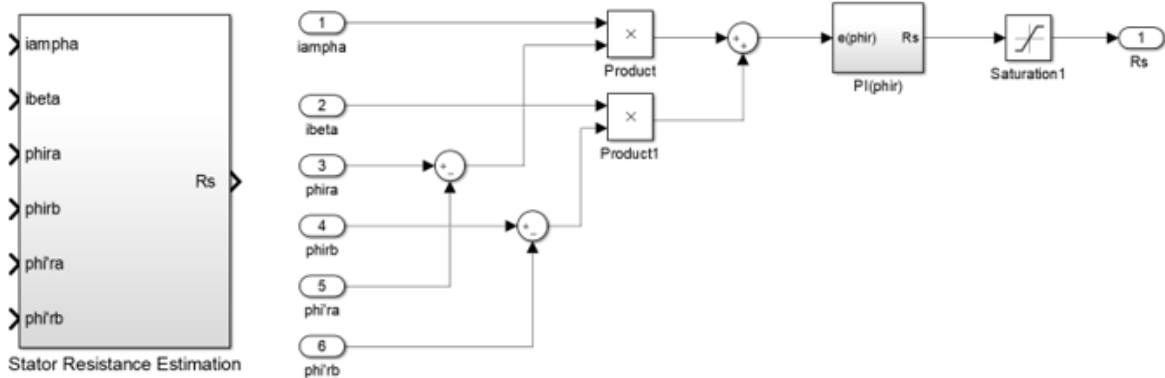 iampha
ibeta
phira
phirb
phi'ra
phi'rb
Rs
Stator Resistance Estimation
1
iampha
2
ibeta
3
phira
4
phirb
5
phi'ra
6
phi'rb
+
-
+
-
×
Product
×
Product1
+
+
e(phir) Rs
PI(phir)
Saturation1
1
Rs